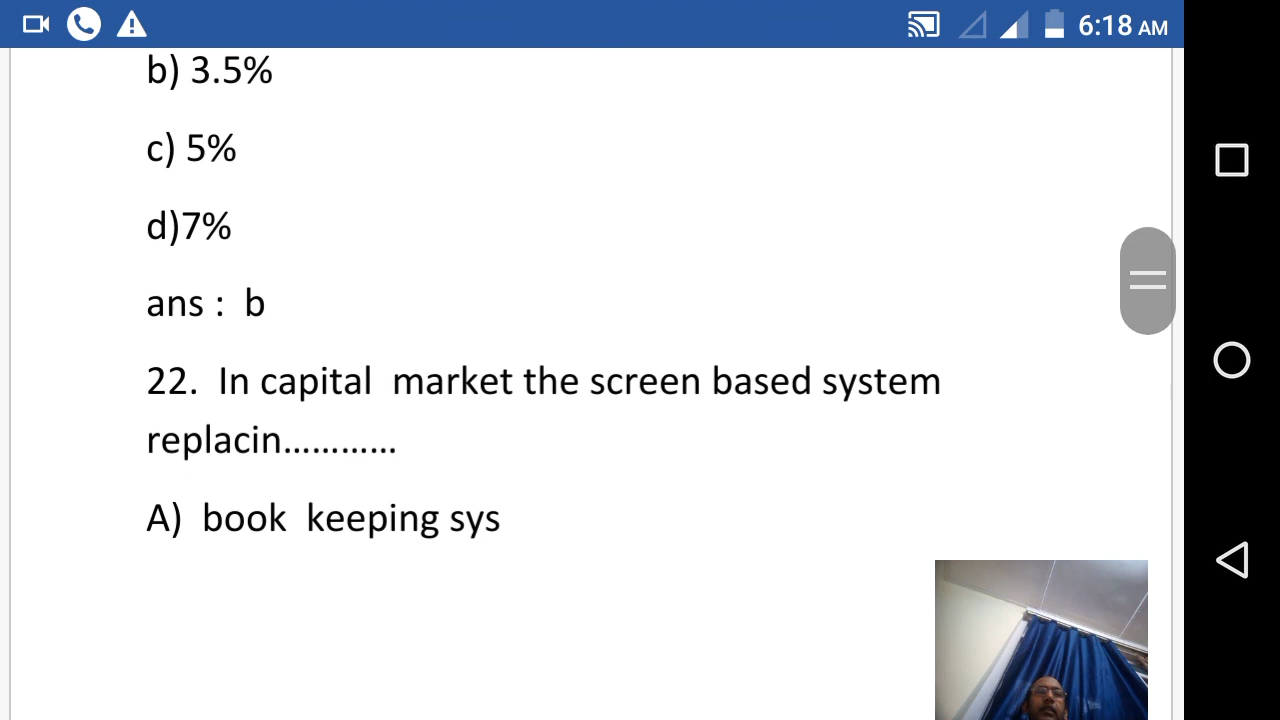 6:18 AM
b) 3.5%
c) 5%
d)7%
ans :  b
22.  In capital  market the screen based system
replacin............
A)  book  keeping sys